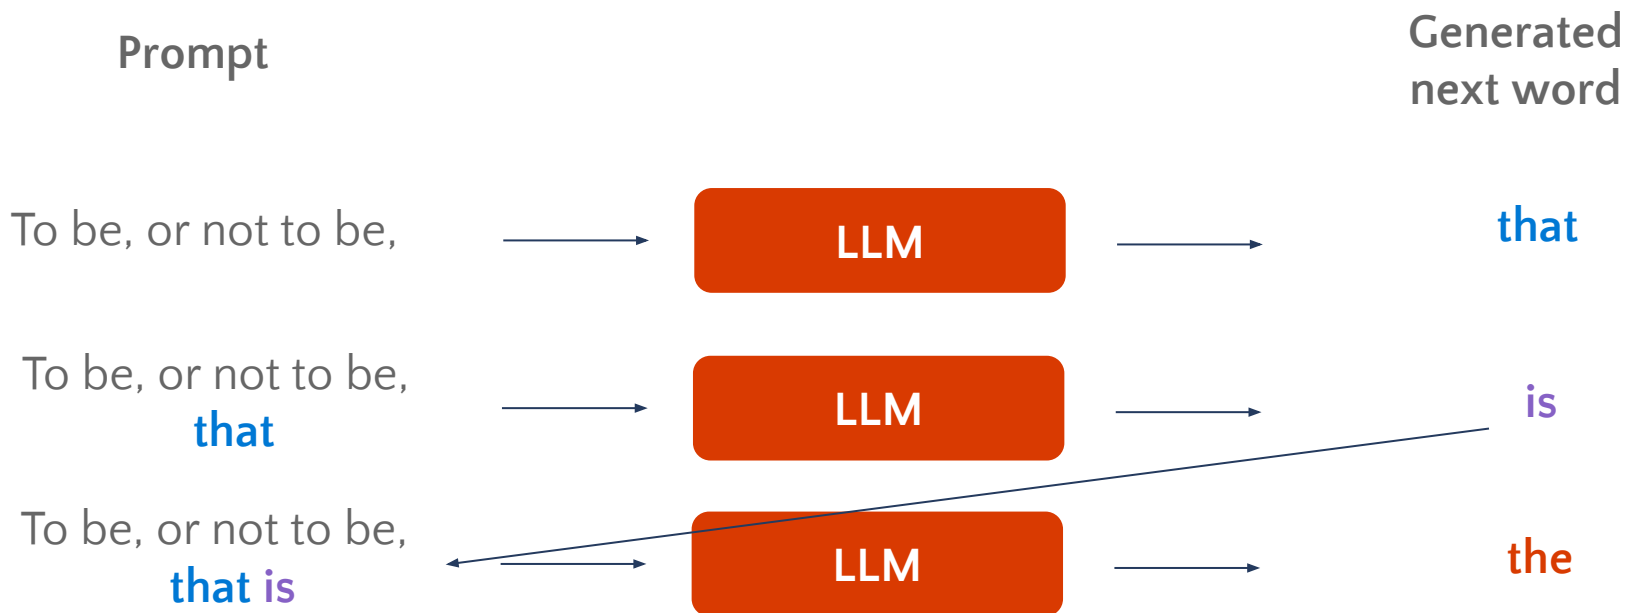 Prompt
Generated
next word
To be, or not to be,
LLM
that
To be, or not to be,
that
LLM
is
To be, or not to be,
that is
LLM
the